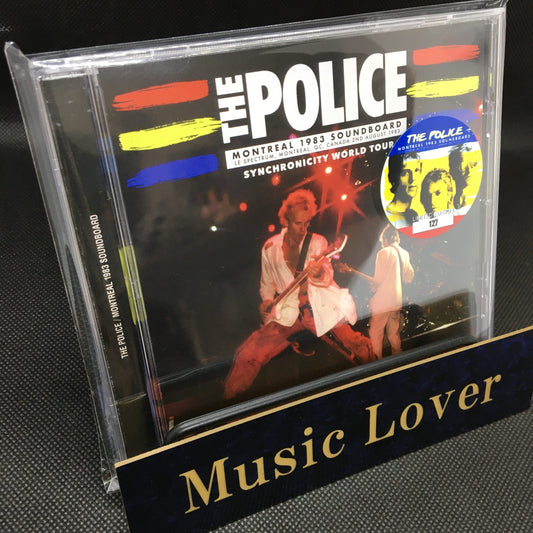 THE POLICE
MONTREAL 1983 SOUNDBOARD
LE SPECTRUM, MONTREAL, QC, CANADA 2ND AUGUST 1983
SYNCHRONICITY WORLD TOUR
THE POLICE
MONTREAL 1983 SOUNDBOARD
127
THE POLICE / MONTREAL 1983 SOUNDBOARD
Music Lover